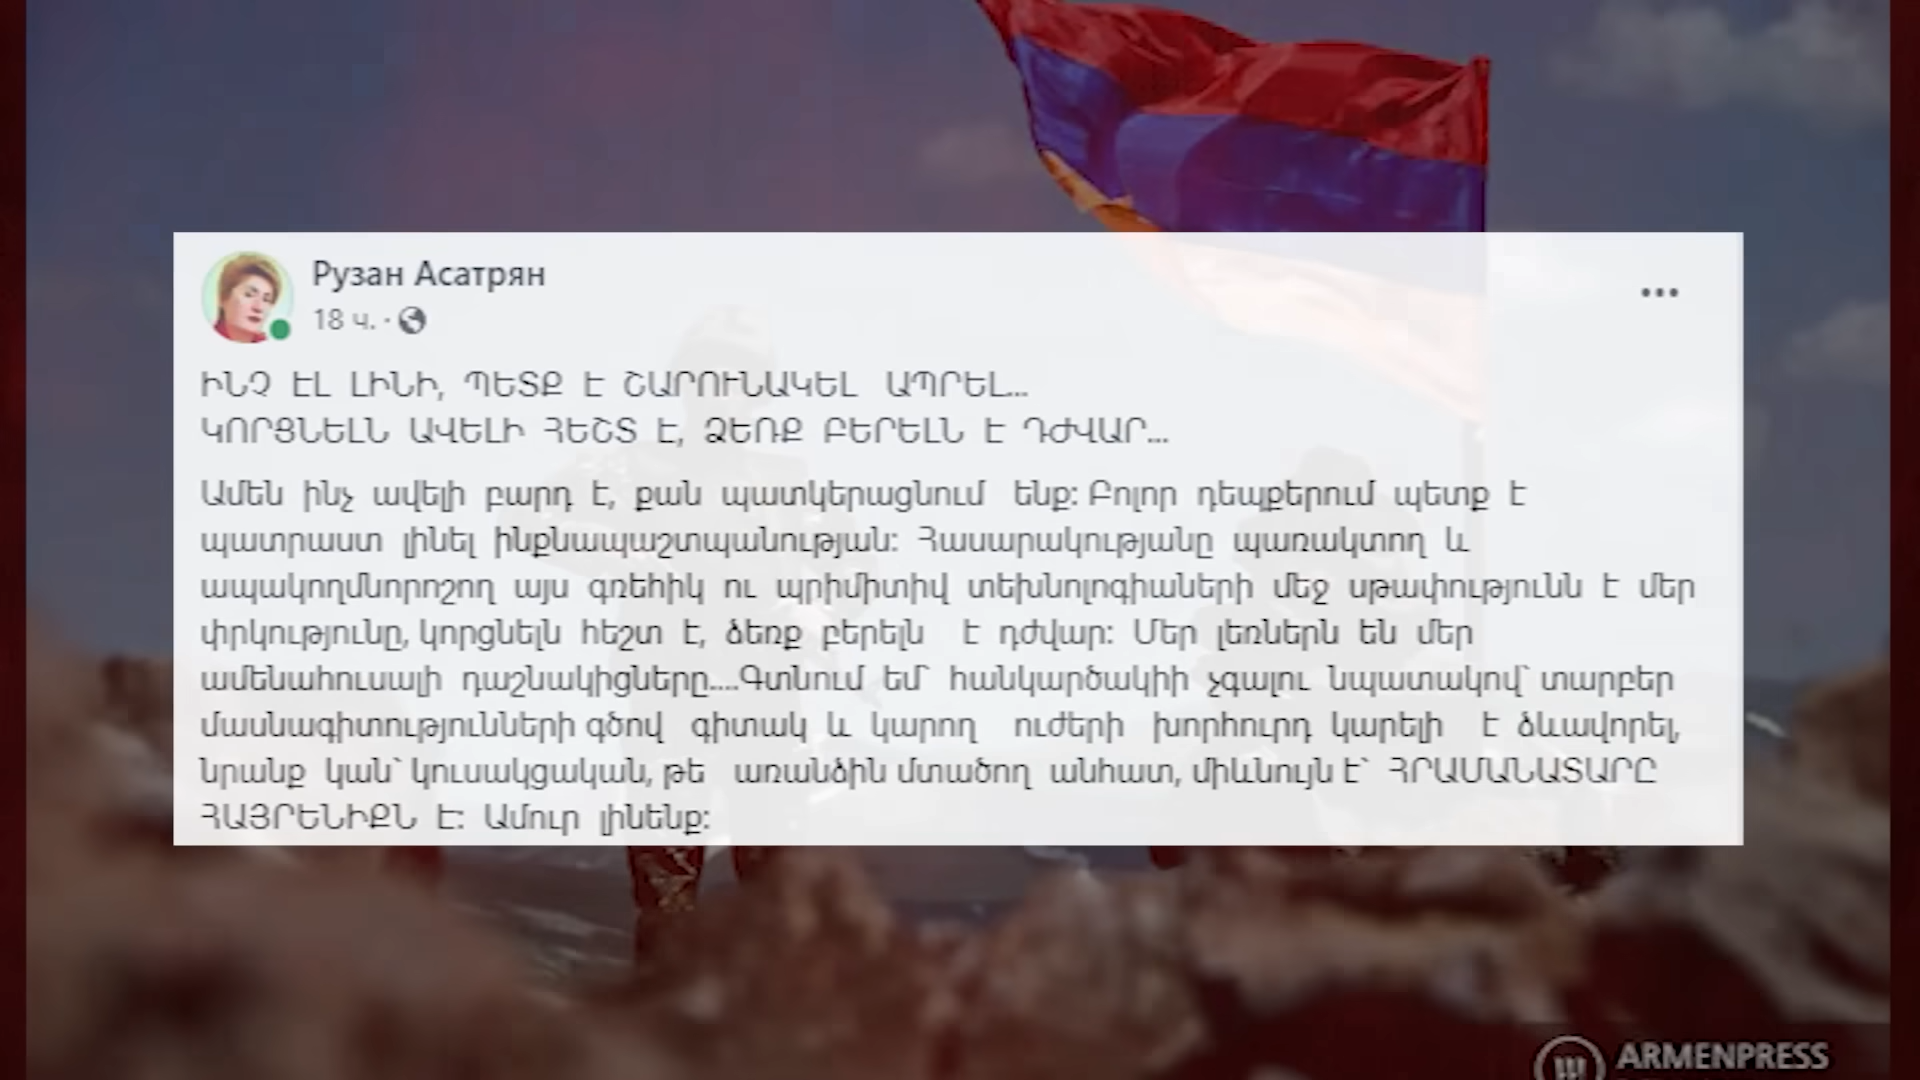 Рузан Асатрян
18 ч. ·
ԻՆՉ ԷԼ ԼԻՆԻ, ՊԵՏՔ Է ՇԱՐՈՒՆԱԿԵԼ ԱՊՐԵԼ...
ԿՈՐՑՆԵԼՆ ԱՎԵԼԻ ՀԵՇՏ Է, ՁԵՌՔ ԲԵՐԵԼՆ Է ԴԺՎԱՐ...
Ամեն ինչ ավելի բարդ է, քան պատկերացնում ենք: Բոլոր դեպքերում պետք է
պատրաստ լինել ինքնապաշտպանության: Հասարակությանը պառակտող և
ապակողմնորոշող այս գռեհիկ ու պրիմիտիվ տեխնոլոգիաների մեջ սթափությունն է մեր
փրկությունը, կորցնելն հեշտ է, ձեռք բերելն է դժվար: Մեր լեռներն են մեր
ամենահուսալի դաշնակիցները....Գտնում եմ՝ հանկարծակիի չգալու նպատակով՝ տարբեր
մասնագիտությունների գծով գիտակ և կարող ուժերի խորհուրդ կարելի է ձևավորել,
նրանք կան՝ կուսակցական, թե առանձին մտածող անհատ, միևնույն է՝ ՀՐԱՄԱՆԱՏԱՐԸ
ՀԱՅՐԵՆԻՔՆ Է: Ամուր լինենք:
ARMENPRESS